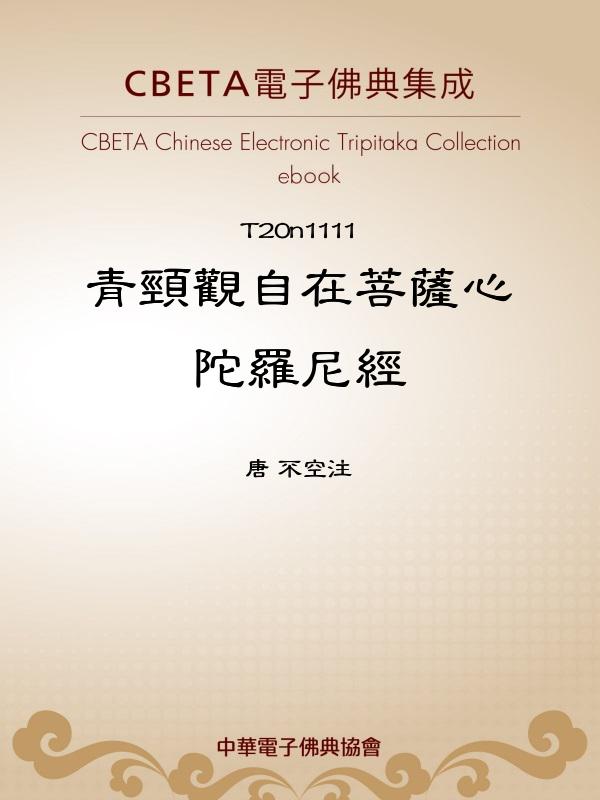 CBETA電子佛典集成
CBETA Chinese Electronic Tripitaka Collection
ebook
T20n1111
青頸觀自在菩薩心
陀羅尼經
唐 不空注
中華電子佛典協會